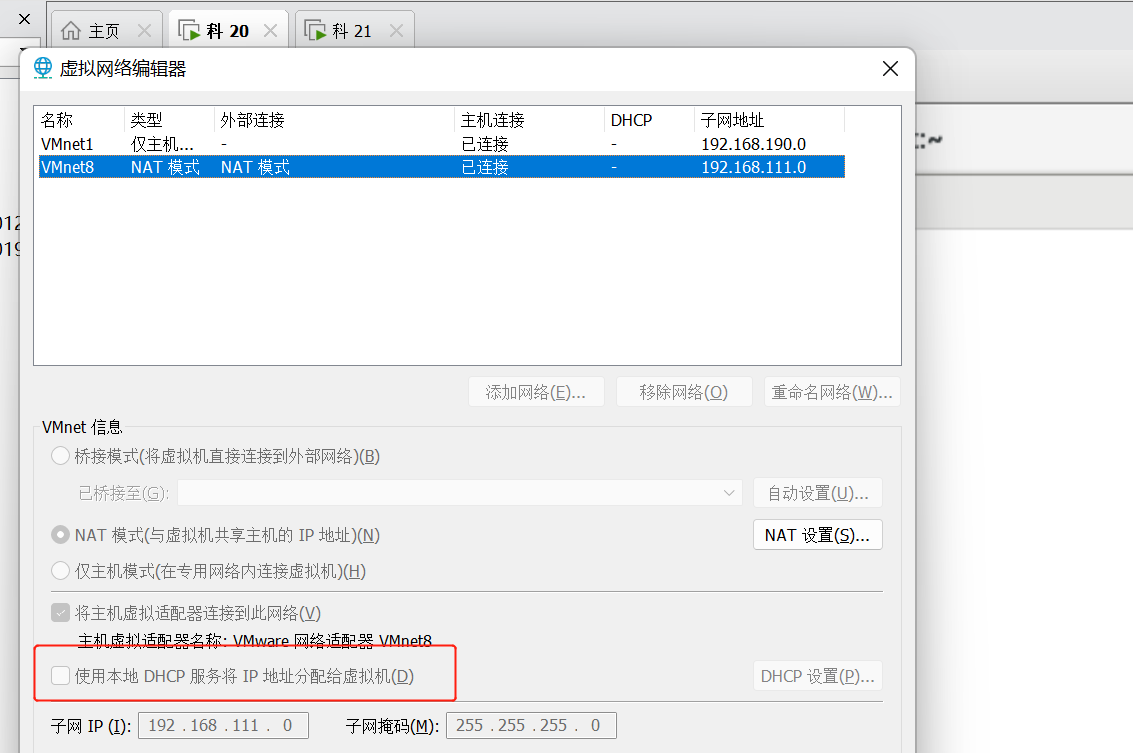 主页 科 20 科 21
虚拟网络编辑器
名称 类型 外部连接 主机连接 DHCP 子网地址
VMnet1 仅主机... - 已连接 - 192.168.190.0
VMnet8 NAT 模式 NAT 模式 已连接 - 192.168.111.0
:~
012
019
添加网络(E)... 移除网络(O) 重命名网络(W)...
VMnet 信息
桥接模式(将虚拟机直接连接到外部网络)(B)
已桥接至(G): 自动设置(U)...
NAT 模式(与虚拟机共享主机的 IP 地址)(N) NAT 设置(S)...
仅主机模式(在专用网络内连接虚拟机)(H)
将主机虚拟适配器连接到此网络(V)
主机虚拟适配器名称: VMware 网络适配器 VMnet8
使用本地 DHCP 服务将 IP 地址分配给虚拟机(D) DHCP 设置(P)...
子网 IP (I): 192 . 168 . 111 . 0 子网掩码(M): 255 . 255 . 255 . 0